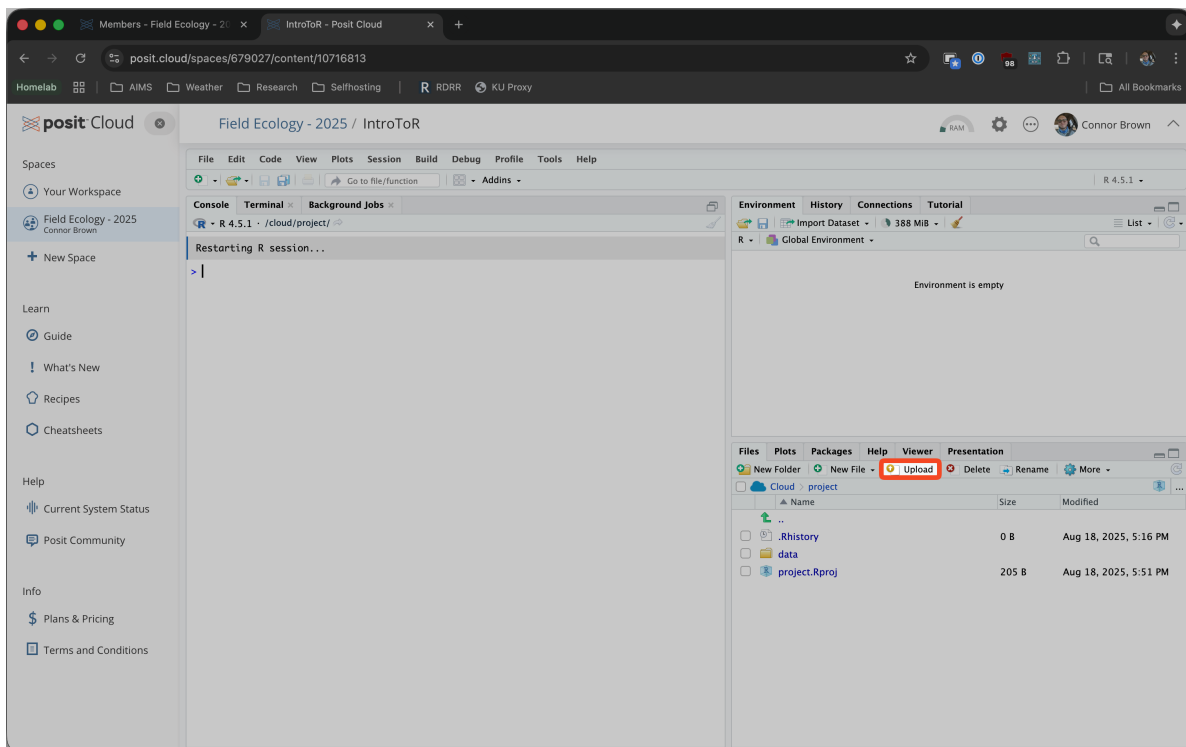 Members - Field Ecology - 20
IntroToR - Posit Cloud
posit.cloud/spaces/679027/content/10716813
98
Homelab AIMS Weather Research Selfhosting R RDRR KU Proxy All Bookmarks
posit Cloud
Field Ecology - 2025 / IntroToR
RAM
Connor Brown
Spaces
Your Workspace
Field Ecology - 2025
Connor Brown
New Space
Learn
Guide
What's New
Recipes
Cheatsheets
Help
Current System Status
Posit Community
Info
Plans & Pricing
Terms and Conditions
File Edit Code View Plots Session Build Debug Profile Tools Help
Go to file/function Addins R 4.5.1
Console Terminal Background Jobs
R 4.5.1 · /cloud/project/
Restarting R session...
>
Environment History Connections Tutorial
Import Dataset 388 MiB List
R Global Environment
Environment is empty
Files Plots Packages Help Viewer Presentation
New Folder New File Upload Delete Rename More
Cloud > project ...
Name Size Modified
..
.Rhistory 0 B Aug 18, 2025, 5:16 PM
data
project.Rproj 205 B Aug 18, 2025, 5:51 PM